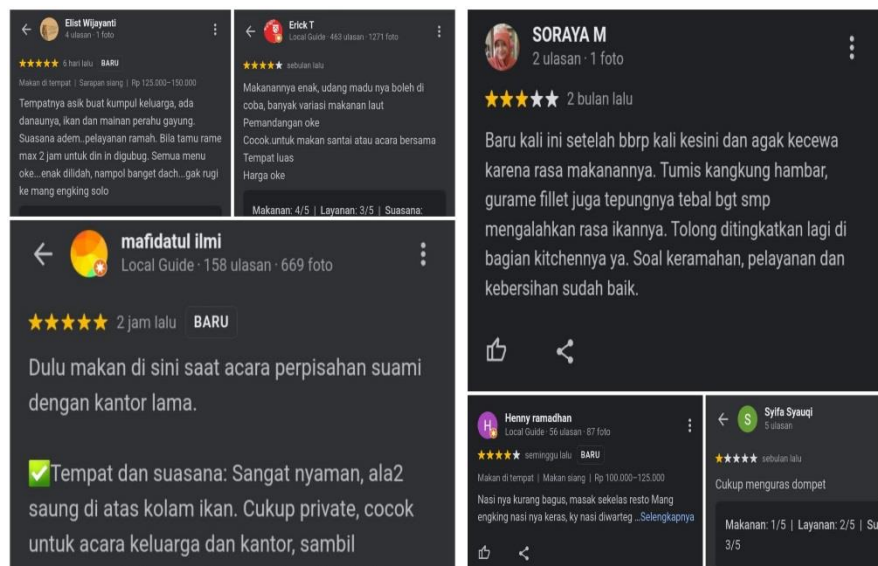 Elist Wijayanti
4 ulasan · 1 foto
6 hari lalu BARU
Makan di tempat | Sarapan siang | Rp 125.000–150.000
Tempatnya asik buat kumpul keluarga, ada
danaunya, ikan dan mainan perahu gayung.
Suasana adem..pelayanan ramah. Bila tamu rame
max 2 jam untuk din in digubug. Semua menu
oke...enak dilidah, nampol banget dach...gak rugi
ke mang engking solo
Erick T
Local Guide · 463 ulasan · 1271 foto
sebulan lalu
Makanannya enak, udang madu nya boleh di
coba, banyak variasi makanan laut
Pemandangan oke
Cocok.untuk makan santai atau acara bersama
Tempat luas
Harga oke
Makanan: 4/5 | Layanan: 3/5 | Suasana:
mafidatul ilmi
Local Guide · 158 ulasan · 669 foto
2 jam lalu BARU
Dulu makan di sini saat acara perpisahan suami
dengan kantor lama.
✅Tempat dan suasana: Sangat nyaman, ala2
saung di atas kolam ikan. Cukup private, cocok
untuk acara keluarga dan kantor, sambil
SORAYA M
2 ulasan · 1 foto
2 bulan lalu
Baru kali ini setelah bbrp kali kesini dan agak kecewa
karena rasa makanannya. Tumis kangkung hambar,
gurame fillet juga tepungnya tebal bgt smp
mengalahkan rasa ikannya. Tolong ditingkatkan lagi di
bagian kitchennya ya. Soal keramahan, pelayanan dan
kebersihan sudah baik.
H
Henny ramadhan
Local Guide · 56 ulasan · 87 foto
seminggu lalu BARU
Makan di tempat | Makan siang | Rp 100.000–125.000
Nasi nya kurang bagus, masak sekelas resto Mang
engking nasi nya keras, ky nasi diwarteg ...Selengkapnya
S
Syifa Syauqi
5 ulasan
sebulan lalu
Cukup menguras dompet
Makanan: 1/5 | Layanan: 2/5 | Su
3/5